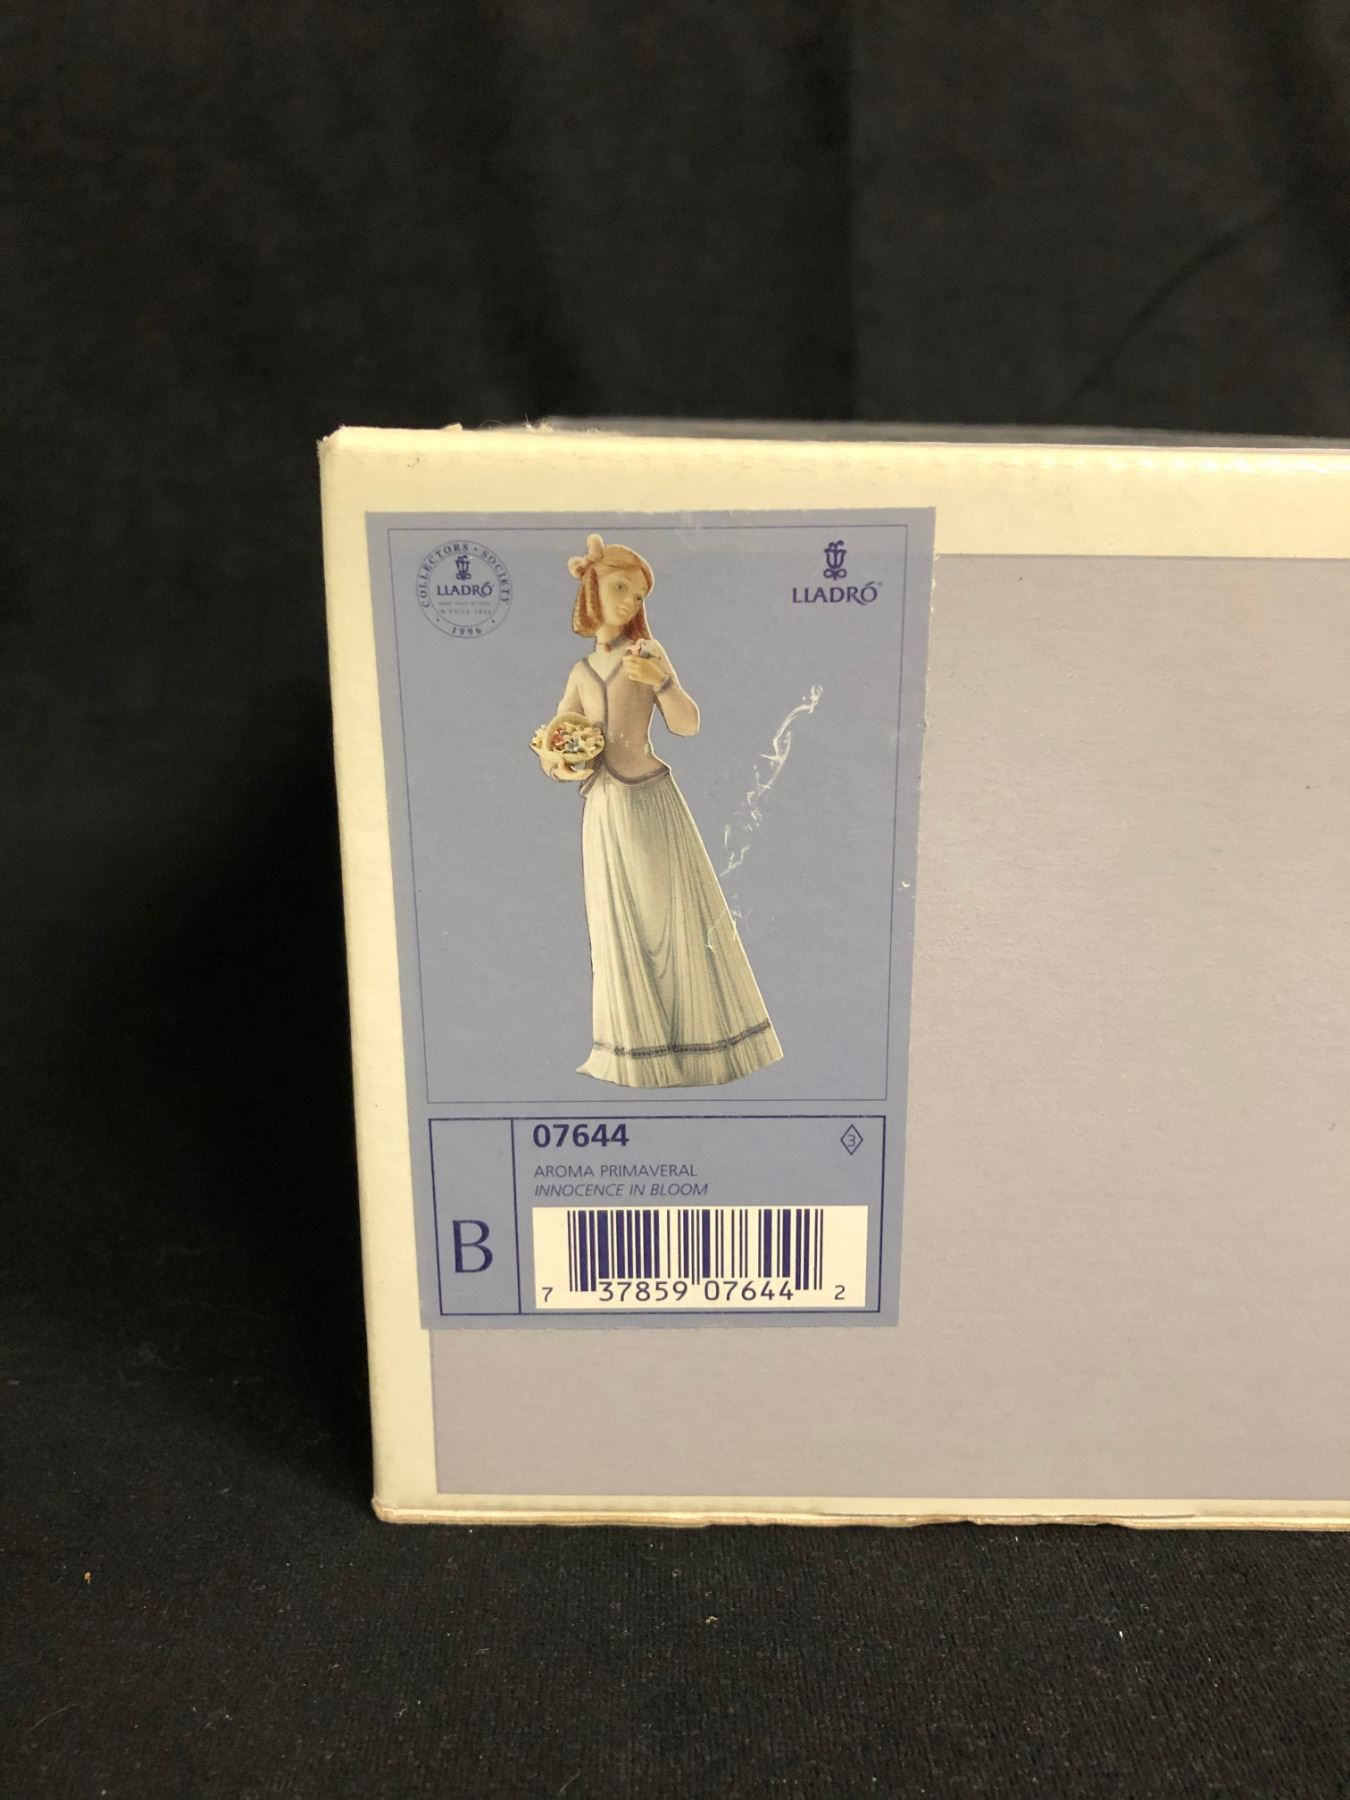 COLLECTORS · SOCIETY
LLADRÓ
1996
LLADRÓ
07644
3
AROMA PRIMAVERAL
INNOCENCE IN BLOOM
B
7 37859 07644 2